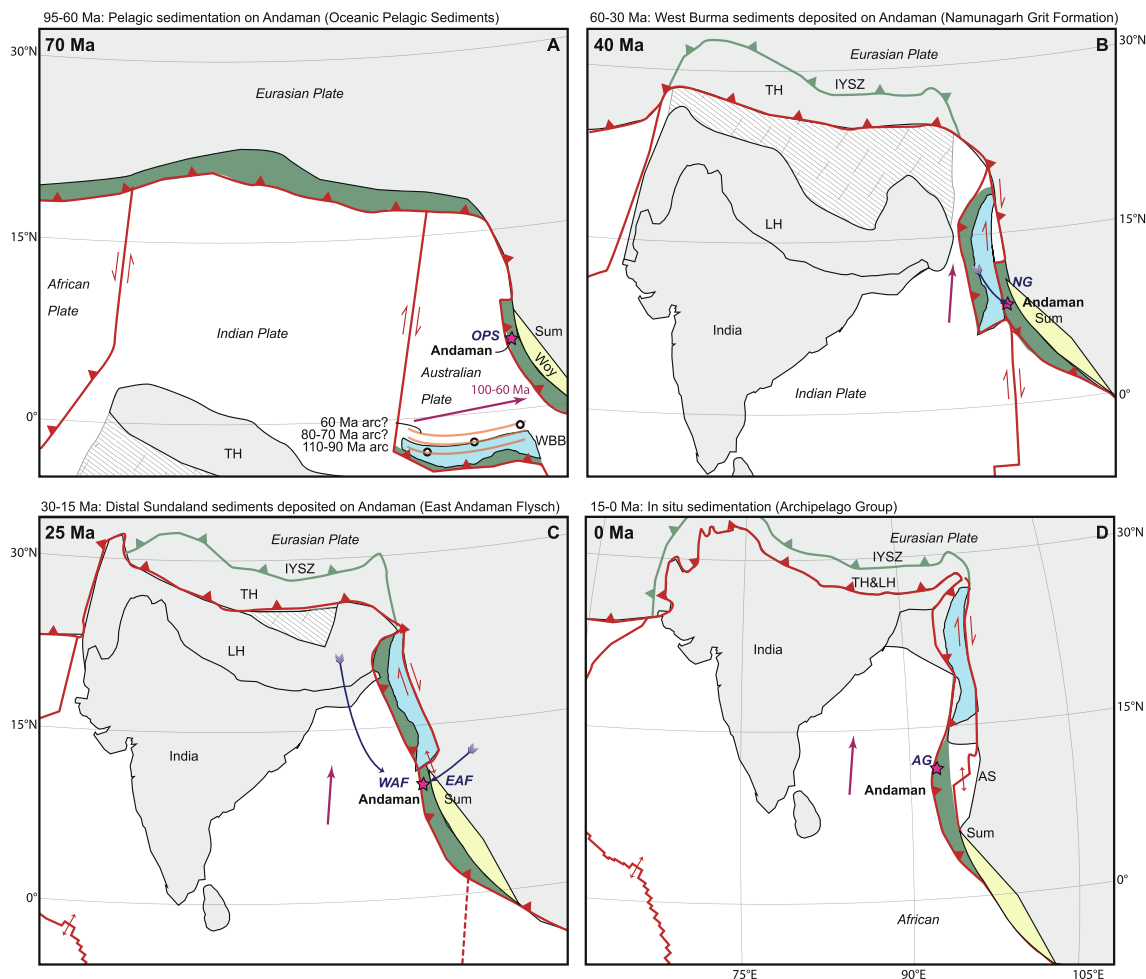 95-60 Ma: Pelagic sedimentation on Andaman (Oceanic Pelagic Sediments)
70 Ma
A
30°N
Eurasian Plate
15°N
African
Plate
Indian Plate
OPS
Andaman
Sum
Woy
Australian
Plate
100-60 Ma
0°
60 Ma arc?
80-70 Ma arc?
110-90 Ma arc
WBB
TH
60-30 Ma: West Burma sediments deposited on Andaman (Namunagarh Grit Formation)
40 Ma
B
30°N
Eurasian Plate
IYSZ
TH
15°N
LH
NG
Andaman
Sum
India
Indian Plate
0°
30-15 Ma: Distal Sundaland sediments deposited on Andaman (East Andaman Flysch)
25 Ma
C
30°N
Eurasian Plate
IYSZ
TH
LH
15°N
India
WAF
EAF
Andaman
Sum
0°
15-0 Ma: In situ sedimentation (Archipelago Group)
0 Ma
D
30°N
Eurasian Plate
IYSZ
TH&LH
India
15°N
AG
AS
Andaman
Sum
0°
African
75°E
90°E
105°E